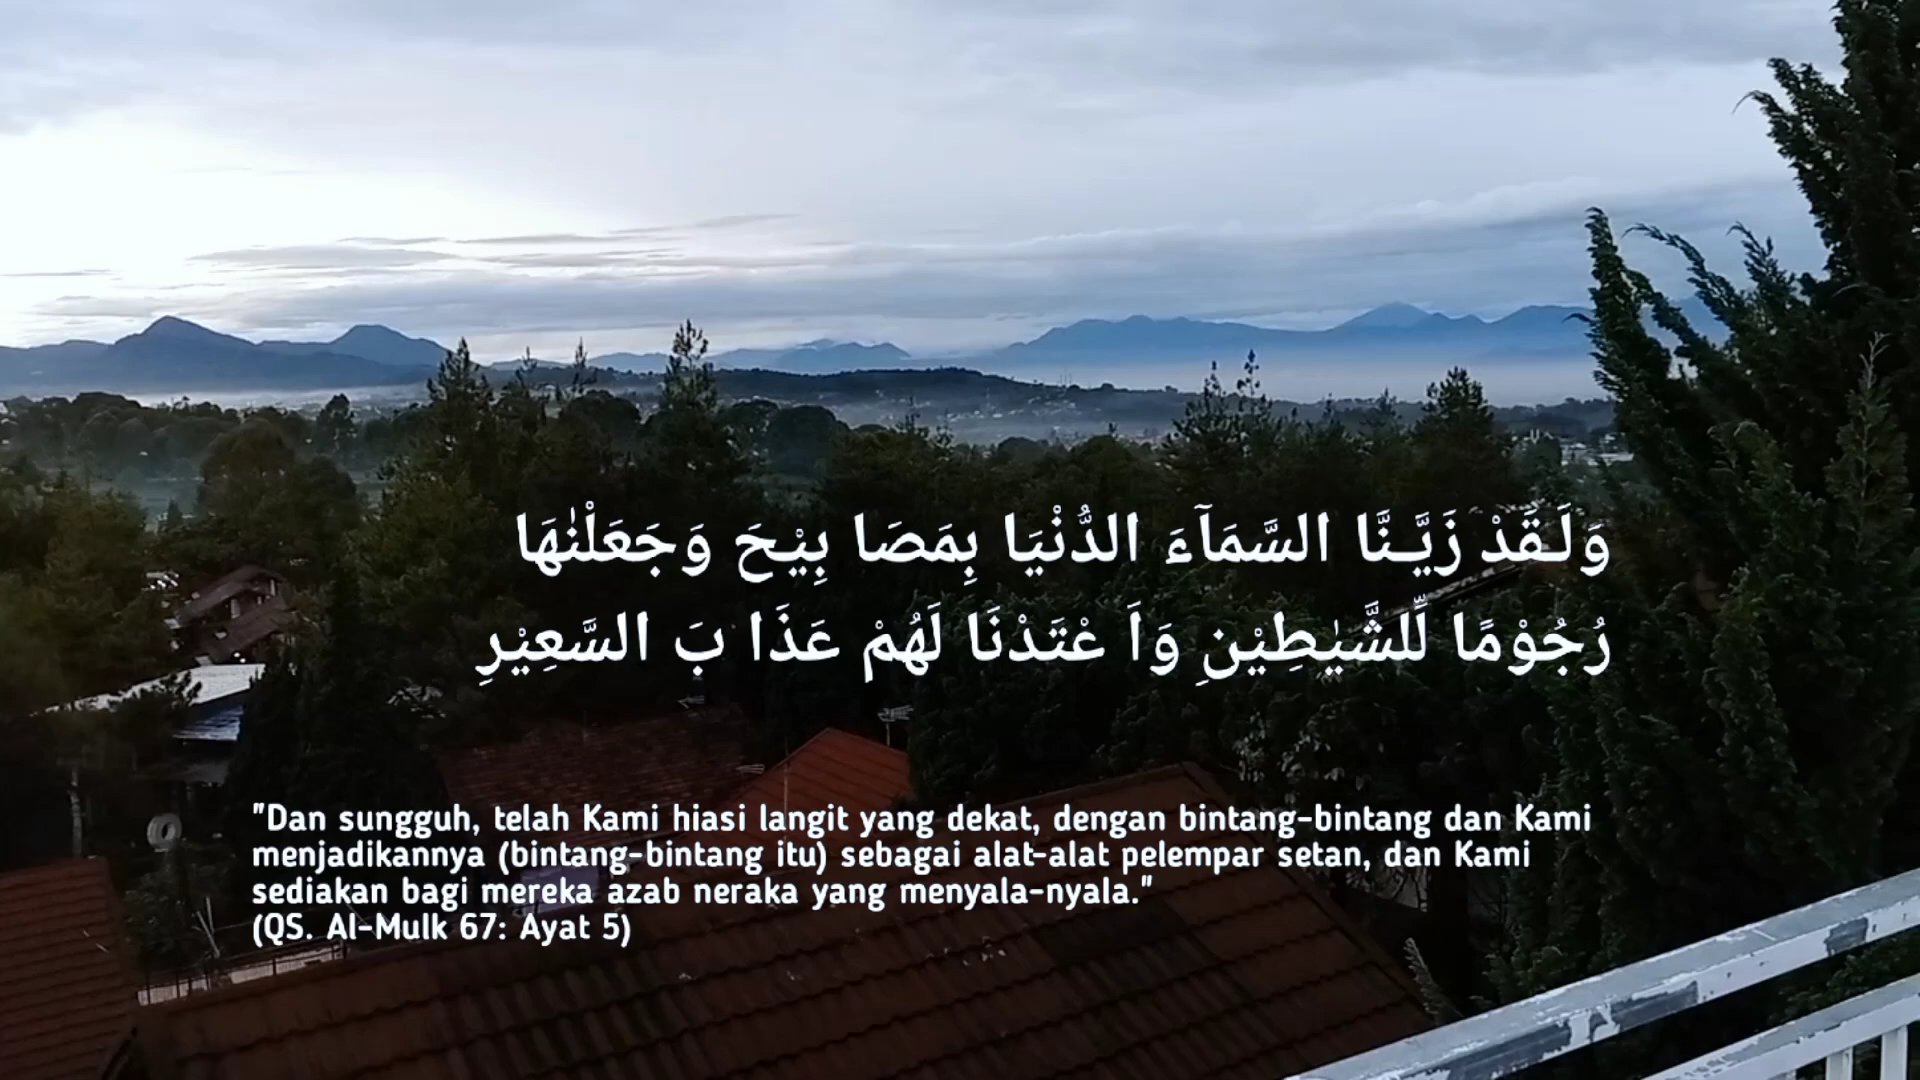 وَلَـقَدْ زَيَّـنَّا السَّمَآءَ الدُّنْيَا بِمَصَا بِيْحَ وَجَعَلْنٰهَا
رُجُوْمًا لِّلشَّيٰطِيْنِ وَاَ عْتَدْنَا لَهُمْ عَذَا بَ السَّعِيْرِ
"Dan sungguh, telah Kami hiasi langit yang dekat, dengan bintang-bintang dan Kami
menjadikannya (bintang-bintang itu) sebagai alat-alat pelempar setan, dan Kami
sediakan bagi mereka azab neraka yang menyala-nyala."
(QS. Al-Mulk 67: Ayat 5)